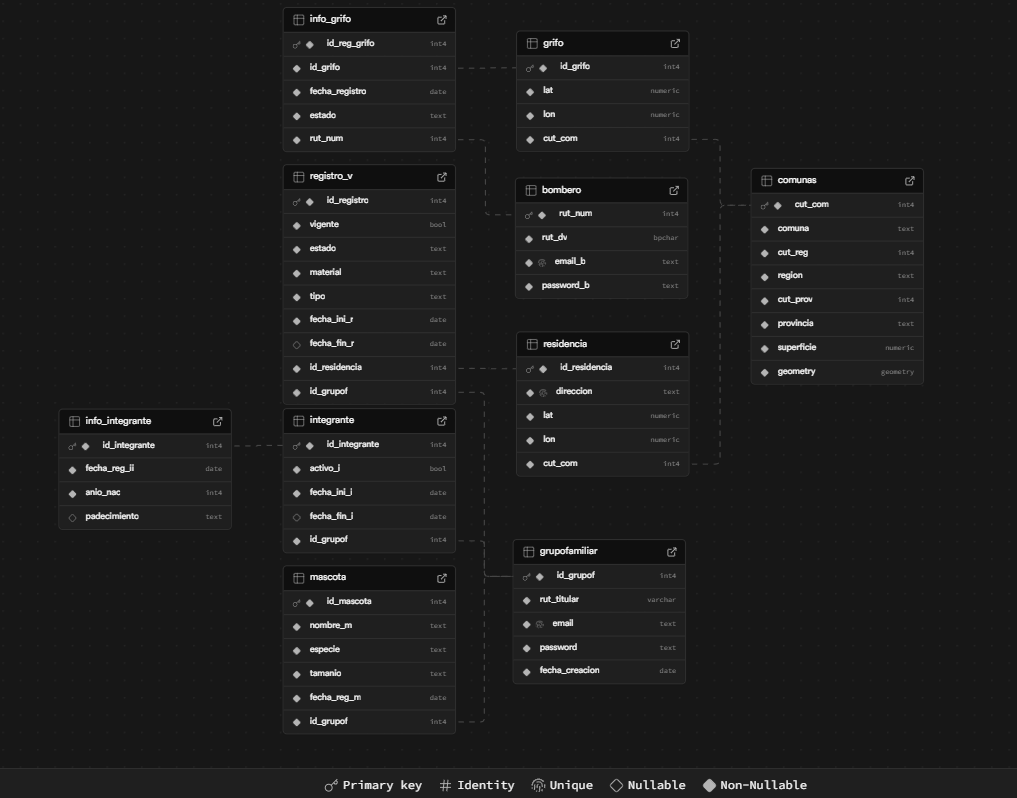 info_grifo
id_reg_grifo int4
id_grifo int4
fecha_registro date
estado text
rut_num int4
grifo
id_grifo int4
lat numeric
lon numeric
cut_com int4
registro_v
id_registro int4
vigente bool
estado text
material text
tipo text
fecha_ini_r date
fecha_fin_r date
id_residencia int4
id_grupof int4
bombero
rut_num int4
rut_dv bpchar
email_b text
password_b text
comunas
cut_com int4
comuna text
cut_reg int4
region text
cut_prov int4
provincia text
superficie numeric
geometry geometry
residencia
id_residencia int4
direccion text
lat numeric
lon numeric
cut_com int4
info_integrante
id_integrante int4
fecha_reg_ii date
anio_nac int4
padecimiento text
integrante
id_integrante int4
activo_i bool
fecha_ini_i date
fecha_fin_i date
id_grupof int4
grupofamiliar
id_grupof int4
rut_titular varchar
email text
password text
fecha_creacion date
mascota
id_mascota int4
nombre_m text
especie text
tamanio text
fecha_reg_m date
id_grupof int4
Primary key Identity Unique Nullable Non-Nullable